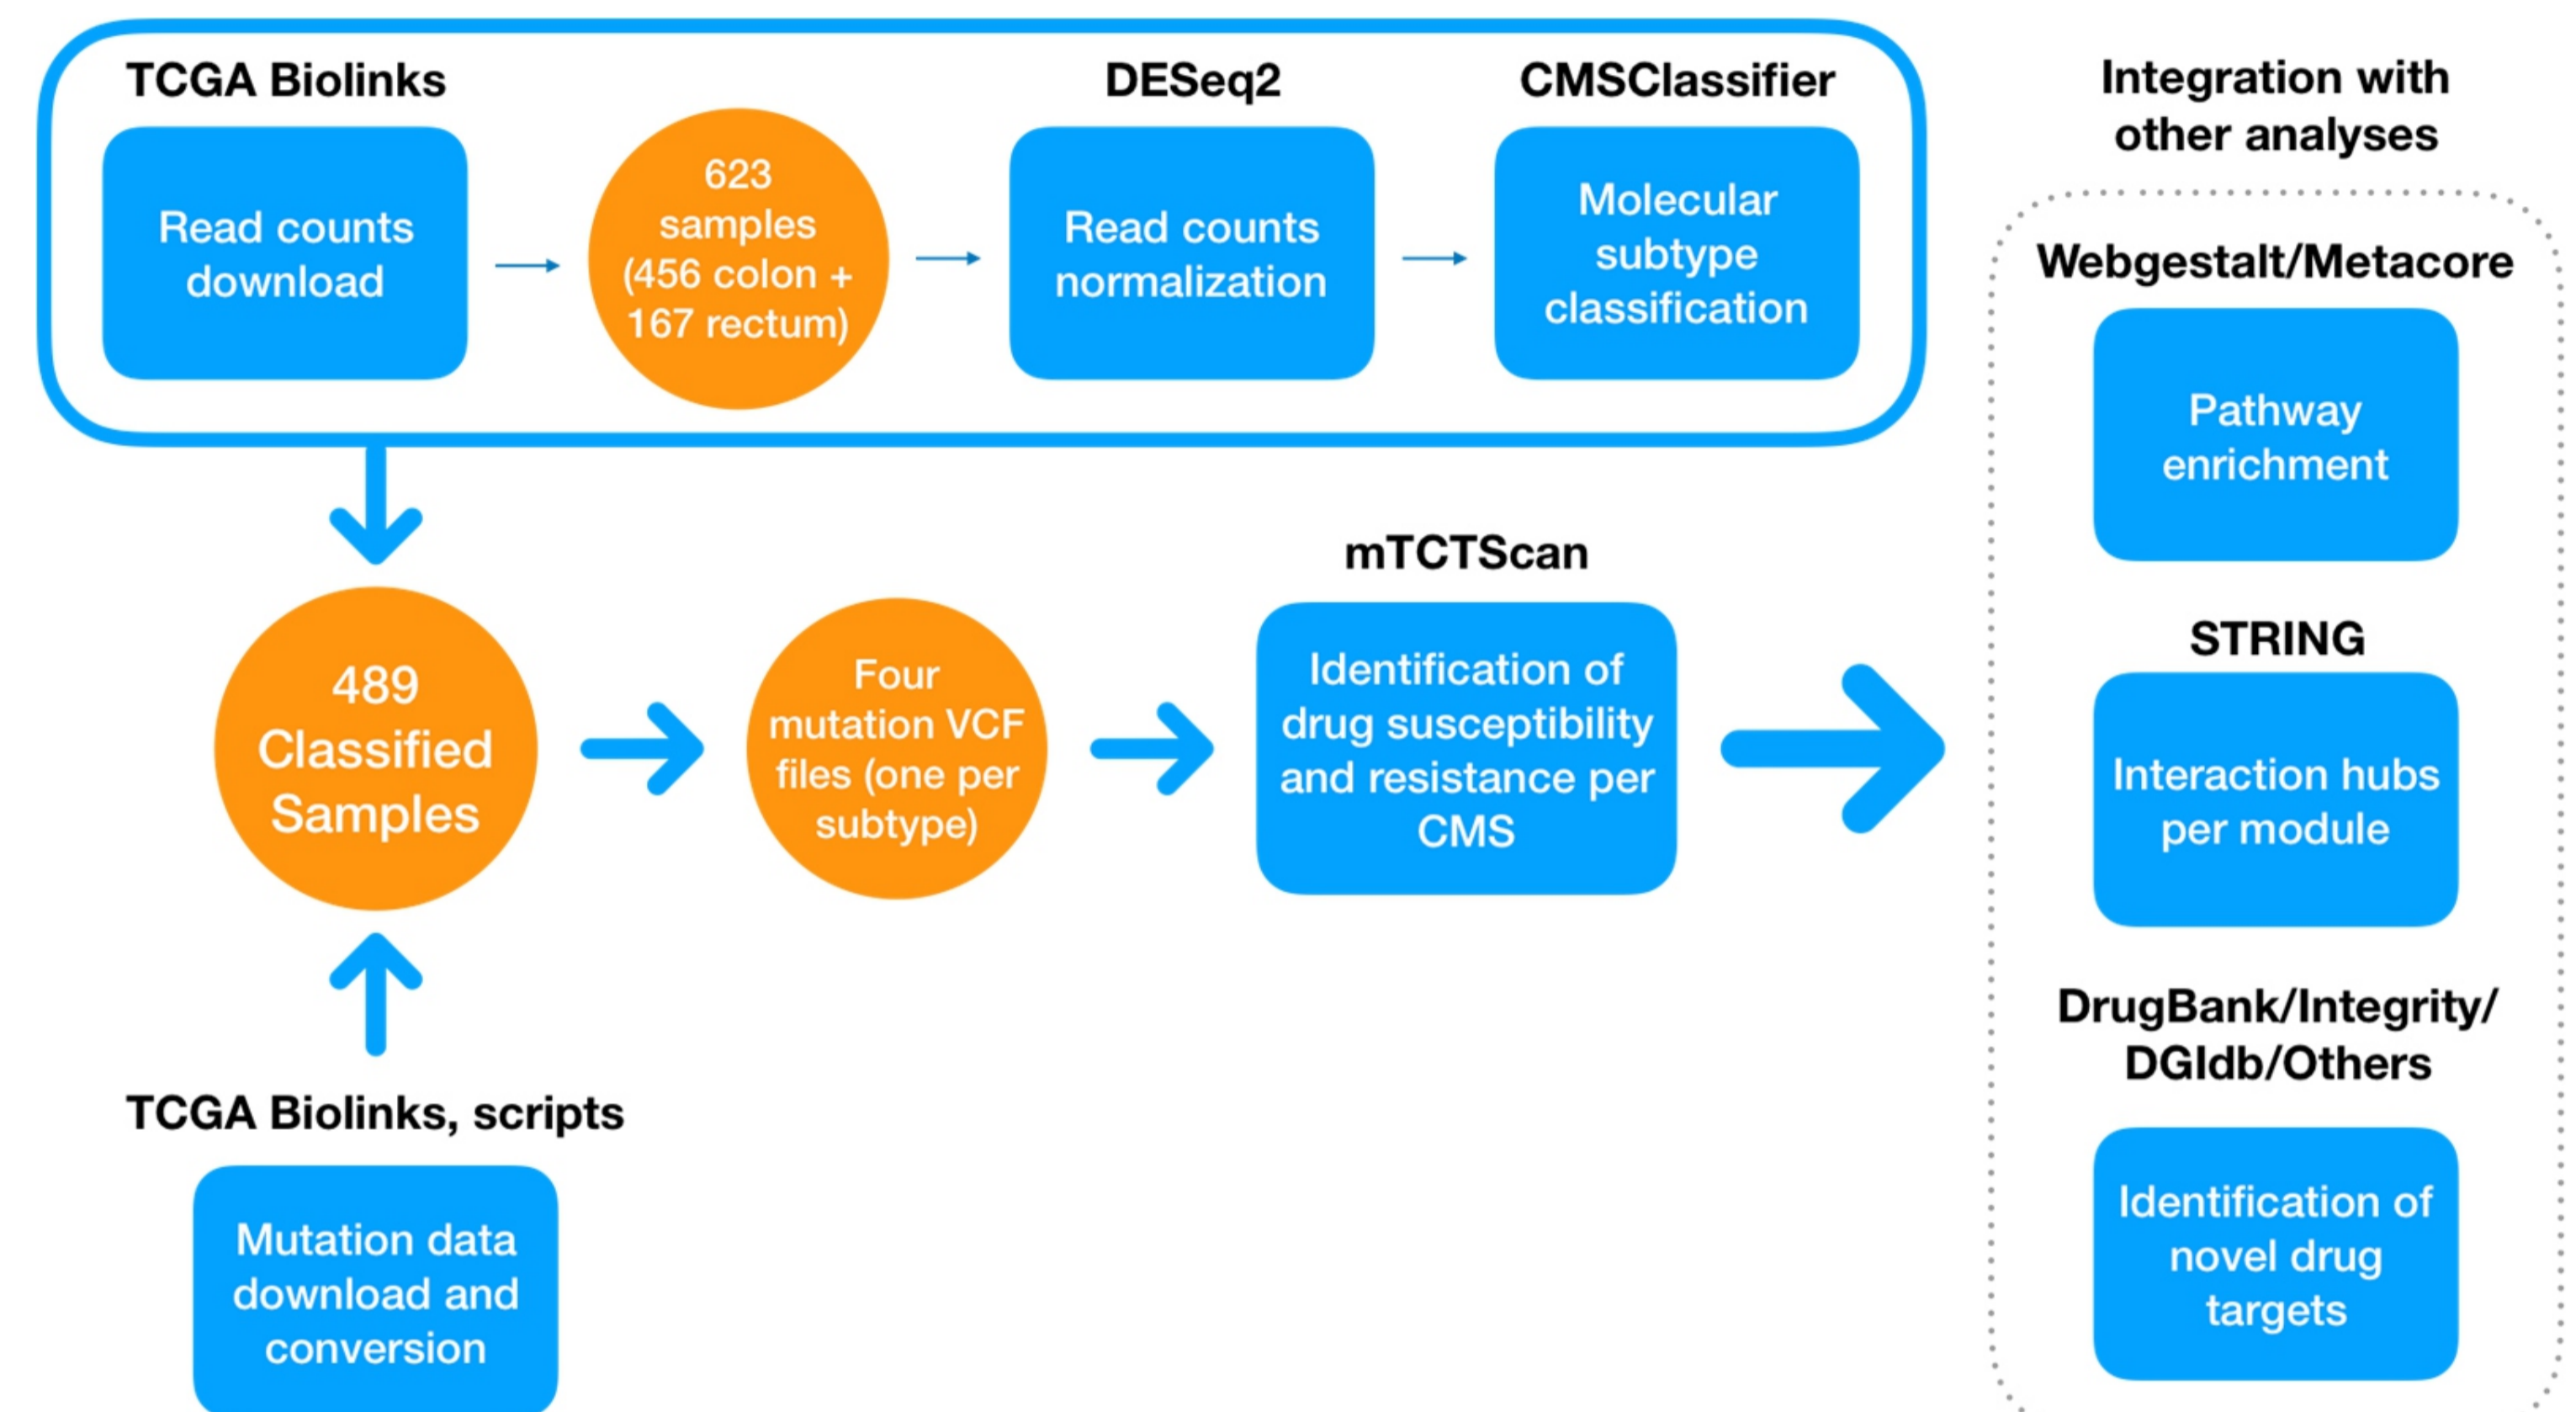 TCGA Biolinks
Read counts
download
623
samples
(456 colon +
167 rectum)
DESeq2
Read counts
normalization
CMSClassifier
Molecular
subtype
classification
489
Classified
Samples
Four
mutation VCF
files (one per
subtype)
mTCTScan
Identification of
drug susceptibility
and resistance per
CMS
TCGA Biolinks, scripts
Mutation data
download and
conversion
Integration with
other analyses
Webgestalt/Metacore
Pathway
enrichment
STRING
Interaction hubs
per module
DrugBank/Integrity/
DGIdb/Others
Identification of
novel drug
targets